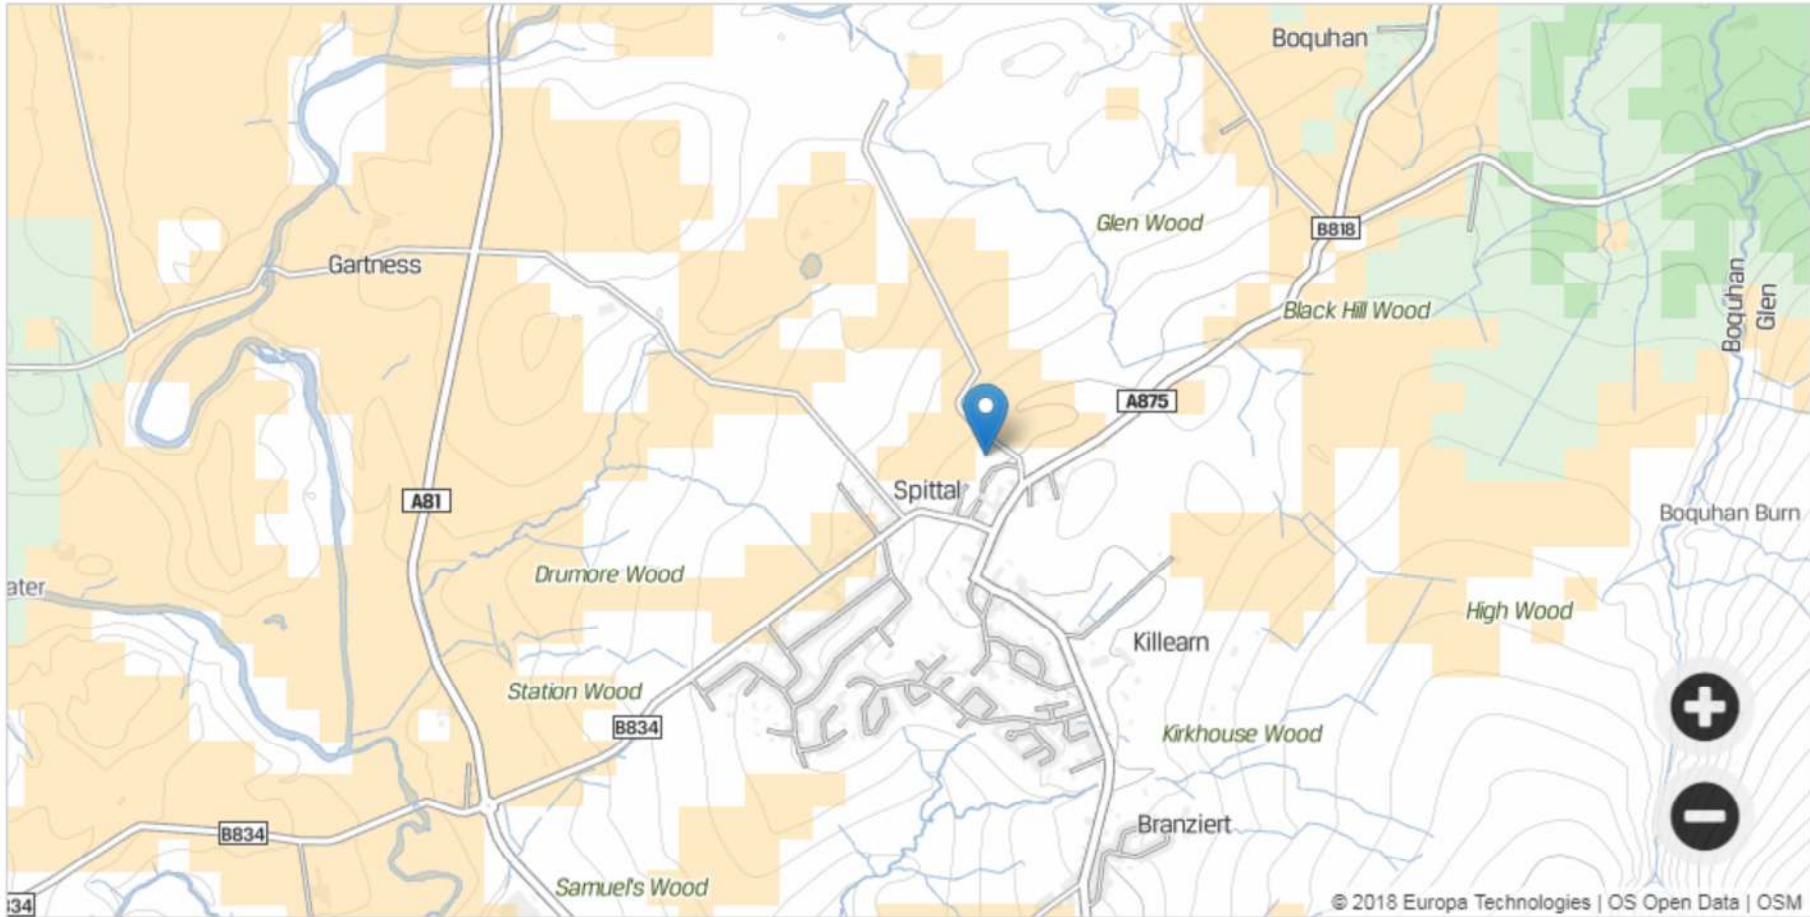 Boquhan
Glen Wood
B818
Gartness
Black Hill Wood
Boquhan
Glen
A875
A81
Spittal
Boquhan Burn
Drumore Wood
ater
High Wood
Killearn
Station Wood
B834
Kirkhouse Wood
B834
Branziert
Samuel's Wood
34
© 2018 Europa Technologies | OS Open Data | OSM